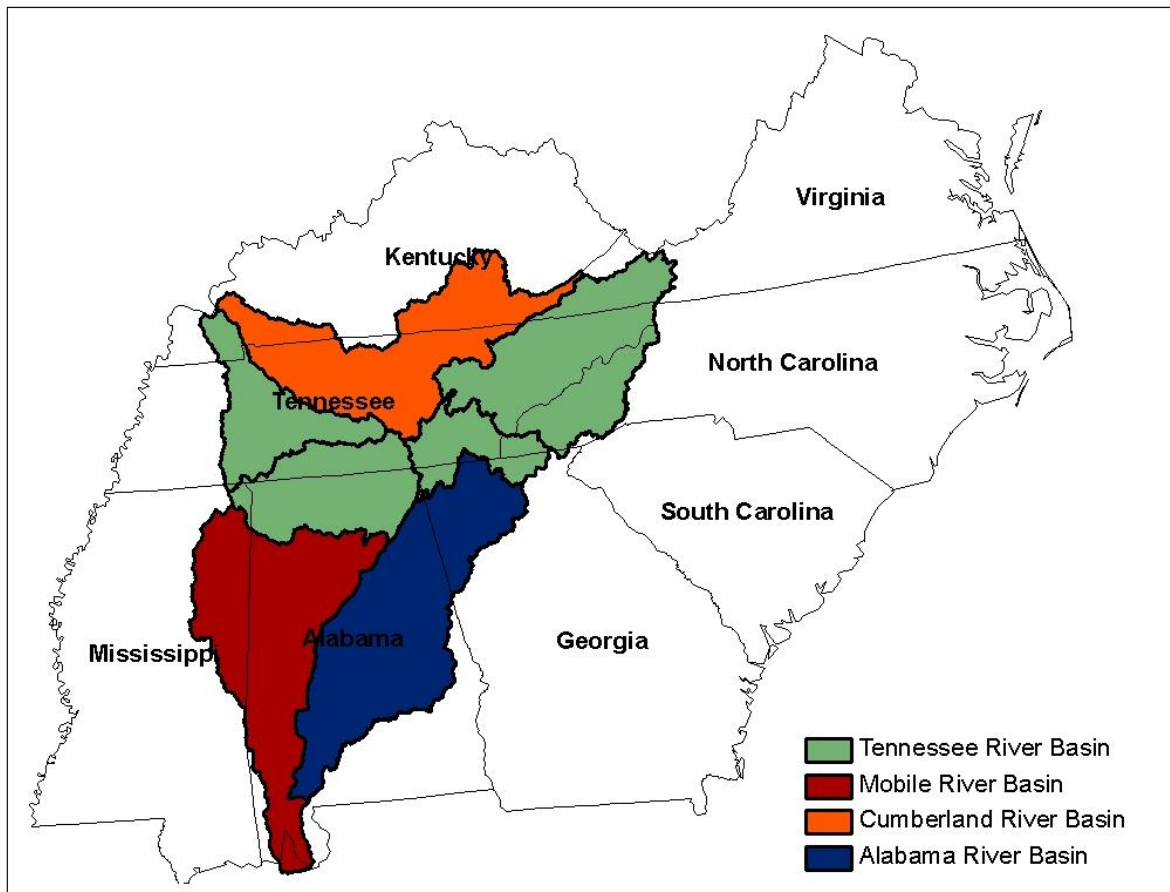 Virginia
Kentucky
North Carolina
Tennessee
South Carolina
Alabama
Georgia
Mississippi
Tennessee River Basin
Mobile River Basin
Cumberland River Basin
Alabama River Basin